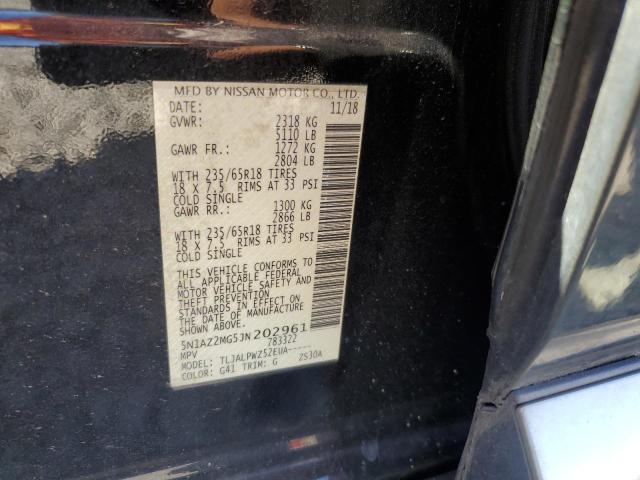 MFD BY NISSAN MOTOR CO., LTD.
DATE: 11/18
GVWR: 2318 KG
5110 LB
GAWR FR.: 1272 KG
2804 LB
WITH 235/65R18 TIRES
18 X 7.5 RIMS AT 33 PSI
COLD SINGLE
GAWR RR.: 1300 KG
2866 LB
WITH 235/65R18 TIRES
18 X 7.5 RIMS AT 33 PSI
COLD SINGLE
THIS VEHICLE CONFORMS TO
ALL APPLICABLE FEDERAL
MOTOR VEHICLE SAFETY AND
THEFT PREVENTION
STANDARDS IN EFFECT ON
THE DATE OF MANUFACTURE
SHOWN ABOVE.
5N1AZ2MG5JN202961
MPV 783322
MODEL: TLJALPWZ52EUA-----
COLOR: G41 TRIM: G ZS30A